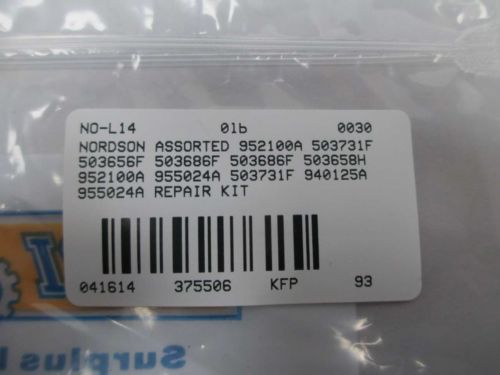 NO-L14 01b 0030
NORDSON ASSORTED 952100A 503731F
503656F 503686F 503686F 503658H
952100A 955024A 503731F 940125A
955024A REPAIR KIT
041614 375506 KFP 93
Surplus